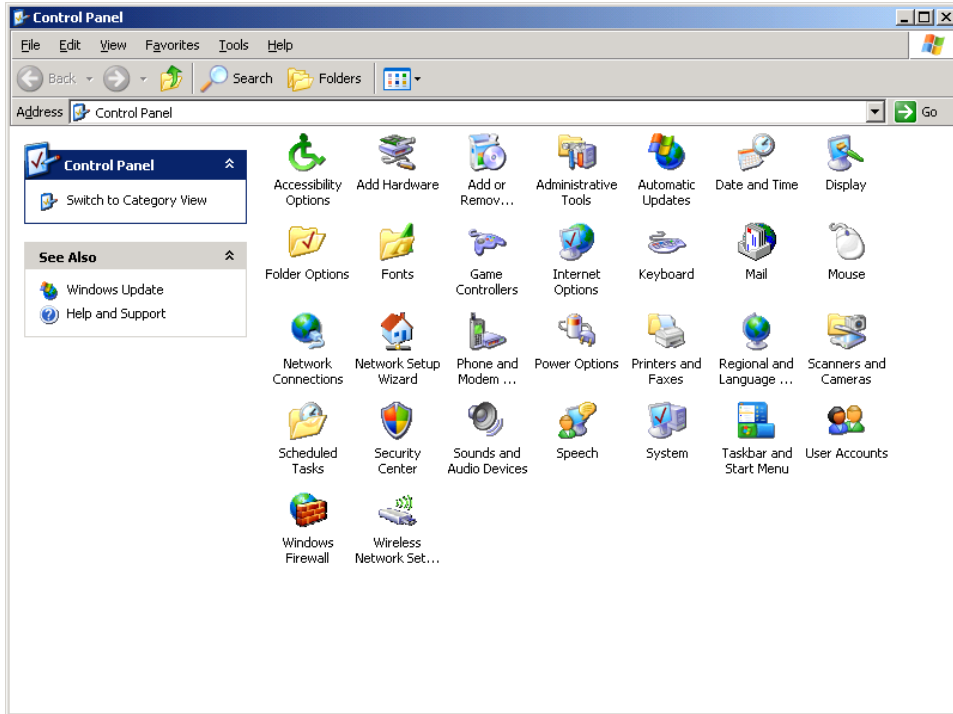 Control Panel
File Edit View Favorites Tools Help
Back Search Folders
Address Control Panel Go
Control Panel
Switch to Category View
See Also
Windows Update
Help and Support
Accessibility Options
Add Hardware
Add or Remov...
Administrative Tools
Automatic Updates
Date and Time
Display
Folder Options
Fonts
Game Controllers
Internet Options
Keyboard
Mail
Mouse
Network Connections
Network Setup Wizard
Phone and Modem ...
Power Options
Printers and Faxes
Regional and Language ...
Scanners and Cameras
Scheduled Tasks
Security Center
Sounds and Audio Devices
Speech
System
Taskbar and Start Menu
User Accounts
Windows Firewall
Wireless Network Set...